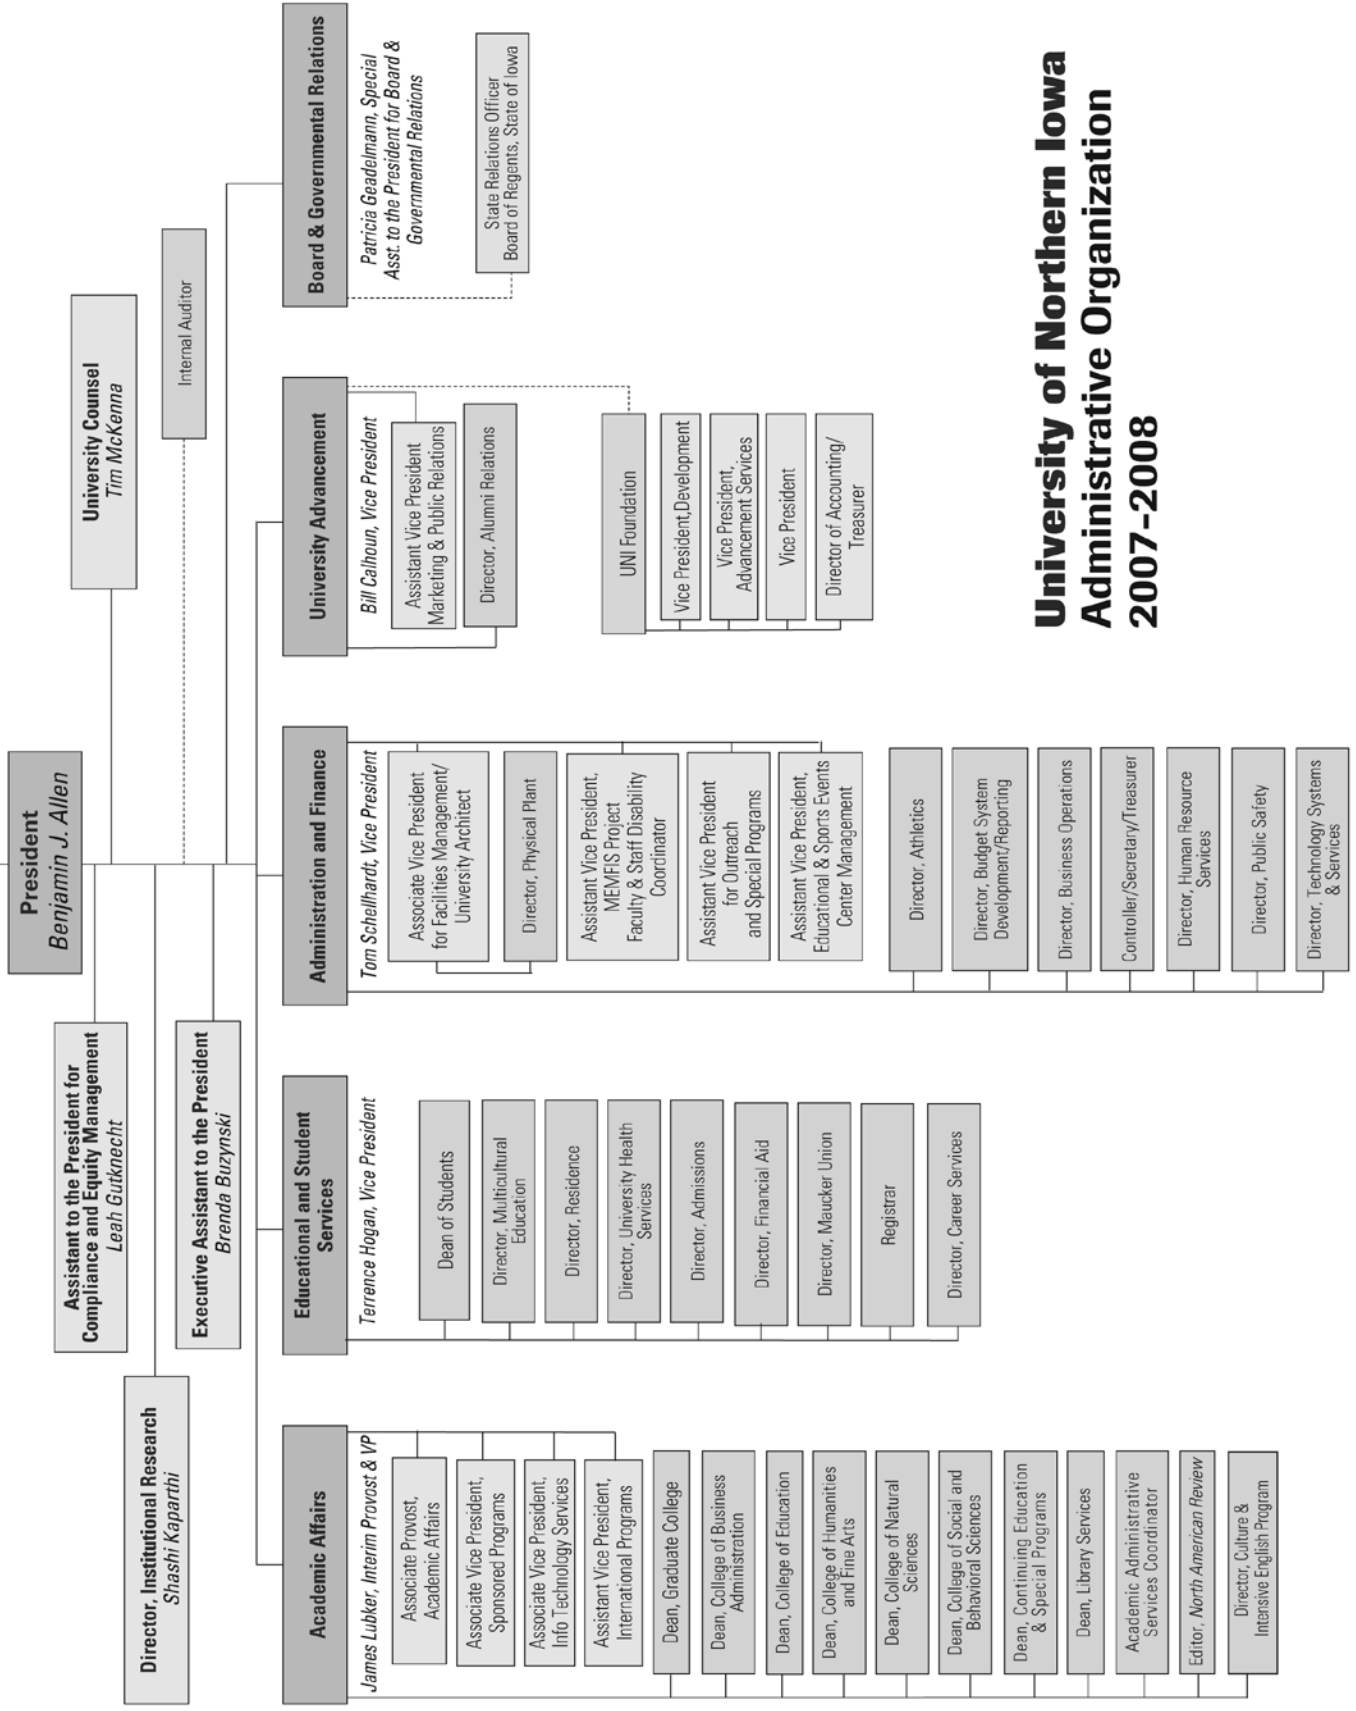 President
Benjamin J. Allen
Assistant to the President for
Compliance and Equity Management
Leah Gutknecht
University Counsel
Tim McKenna
Director, Institutional Research
Shashi Kaparthi
Executive Assistant to the President
Brenda Buzynski
Internal Auditor
Academic Affairs
James Lubker, Interim Provost & VP
Associate Provost,
Academic Affairs
Associate Vice President,
Sponsored Programs
Associate Vice President,
Info Technology Services
Assistant Vice President,
International Programs
Dean, Graduate College
Dean, College of Business
Administration
Dean, College of Education
Dean, College of Humanities
and Fine Arts
Dean, College of Natural
Sciences
Dean, College of Social and
Behavioral Sciences
Dean, Continuing Education
& Special Programs
Dean, Library Services
Academic Administrative
Services Coordinator
Editor, North American Review
Director, Culture &
Intensive English Program
Educational and Student
Services
Terrence Hogan, Vice President
Dean of Students
Director, Multicultural
Education
Director, Residence
Director, University Health
Services
Director, Admissions
Director, Financial Aid
Director, Maucker Union
Registrar
Director, Career Services
Administration and Finance
Tom Schellhardt, Vice President
Associate Vice President
for Facilities Management/
University Architect
Director, Physical Plant
Assistant Vice President,
MEMFIS Project
Faculty & Staff Disability
Coordinator
Assistant Vice President
for Outreach
and Special Programs
Assistant Vice President,
Educational & Sports Events
Center Management
Director, Athletics
Director, Budget System
Development/Reporting
Director, Business Operations
Controller/Secretary/Treasurer
Director, Human Resource
Services
Director, Public Safety
Director, Technology Systems
& Services
University Advancement
Bill Calhoun, Vice President
Assistant Vice President
Marketing & Public Relations
Director, Alumni Relations
UNI Foundation
Vice President,Development
Vice President,
Advancement Services
Vice President
Director of Accounting/
Treasurer
Board & Governmental Relations
Patricia Geadelmann, Special
Asst. to the President for Board &
Governmental Relations
State Relations Officer
Board of Regents, State of Iowa
University of Northern Iowa
Administrative Organization
2007-2008